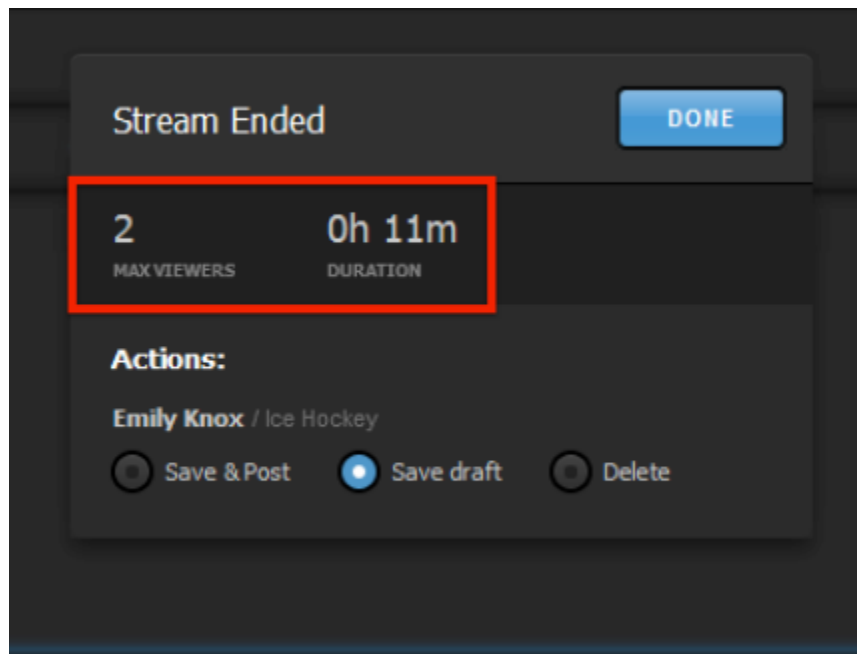 Stream Ended
DONE
2
0h 11m
MAX VIEWERS
DURATION
Actions:
Emily Knox / Ice Hockey
Save & Post
Save draft
Delete